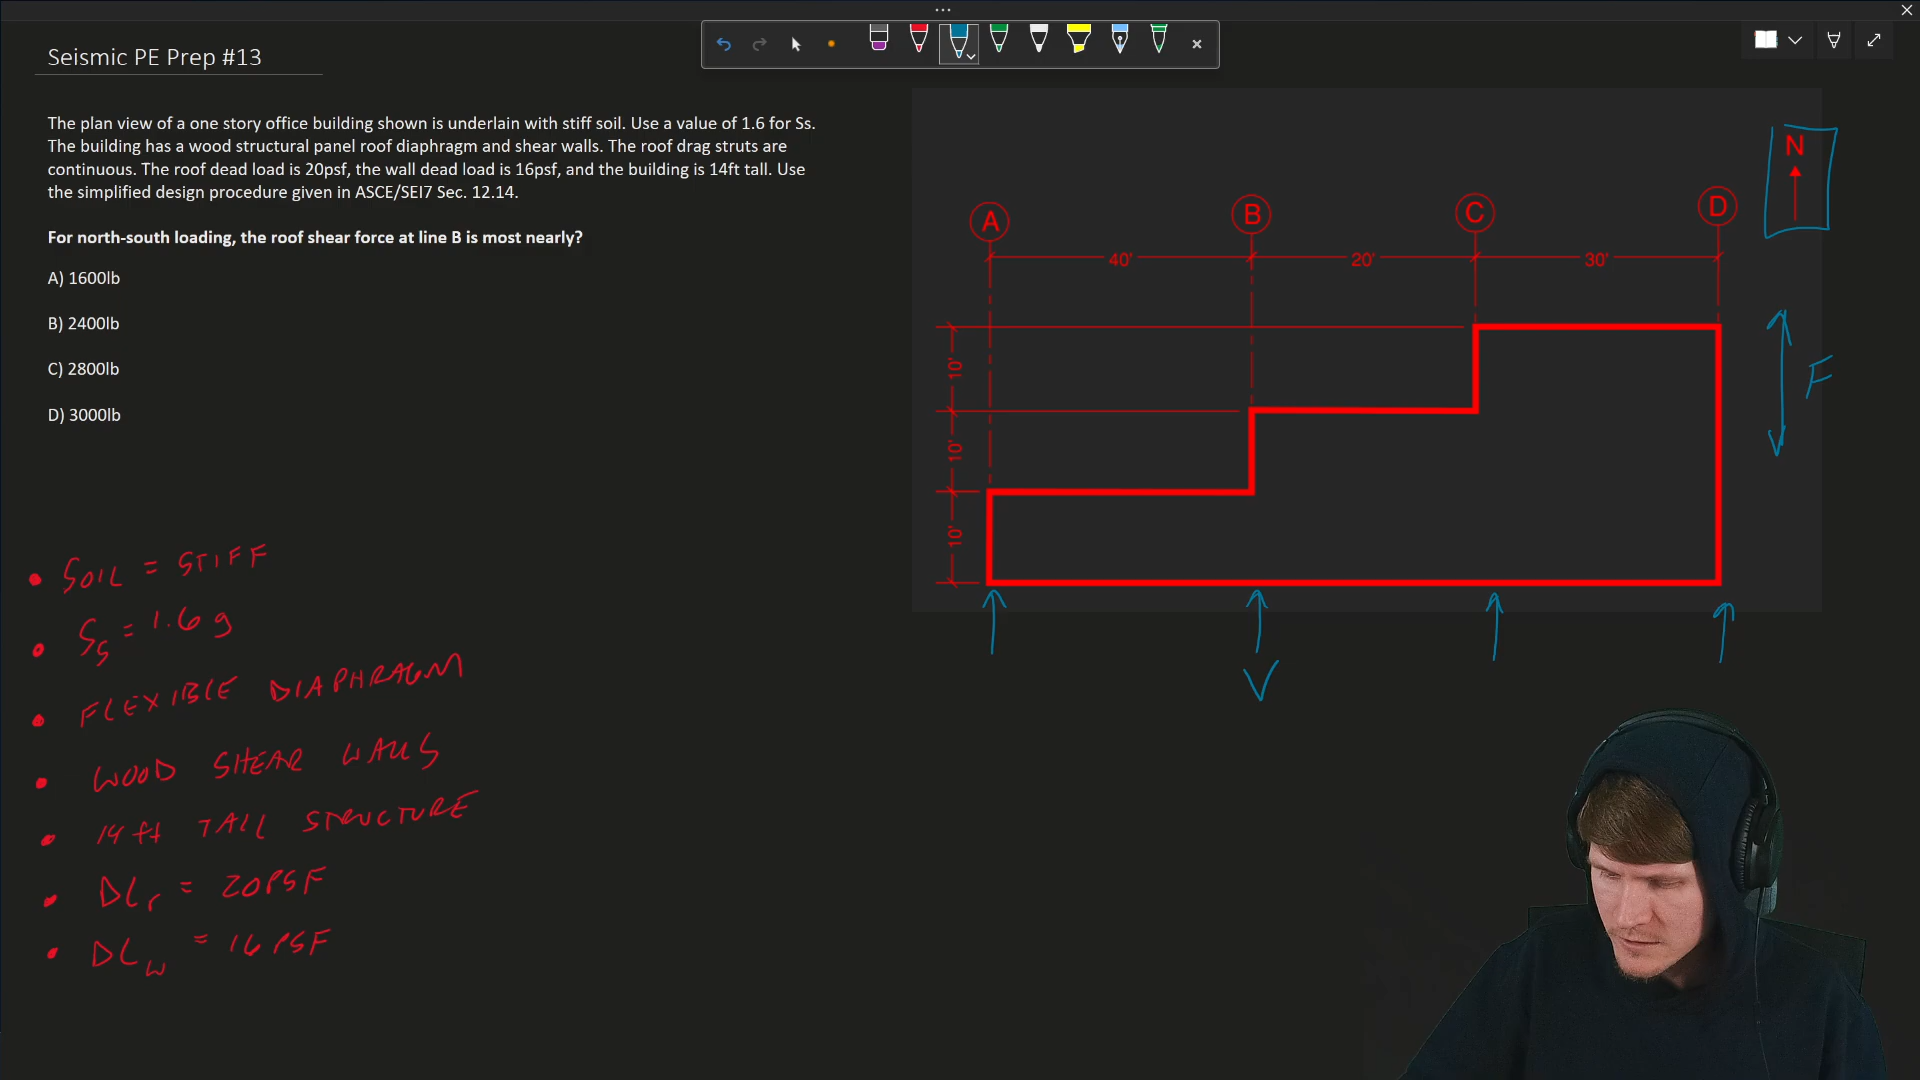 Seismic PE Prep #13
The plan view of a one story office building shown is underlain with stiff soil. Use a value of 1.6 for Ss.
The building has a wood structural panel roof diaphragm and shear walls. The roof drag struts are
continuous. The roof dead load is 20psf, the wall dead load is 16psf, and the building is 14ft tall. Use
the simplified design procedure given in ASCE/SEI7 Sec. 12.14.
For north-south loading, the roof shear force at line B is most nearly?
A) 1600lb
B) 2400lb
C) 2800lb
D) 3000lb
• SOIL = STIFF
• Ss = 1.6 g
• FLEXIBLE DIAPHRAGM
• WOOD SHEAR WALLS
• 14 ft TALL STRUCTURE
• DLr = 20PSF
• DLw = 16PSF
N
A B C D
40' 20' 30'
10'
10'
10'
F
V